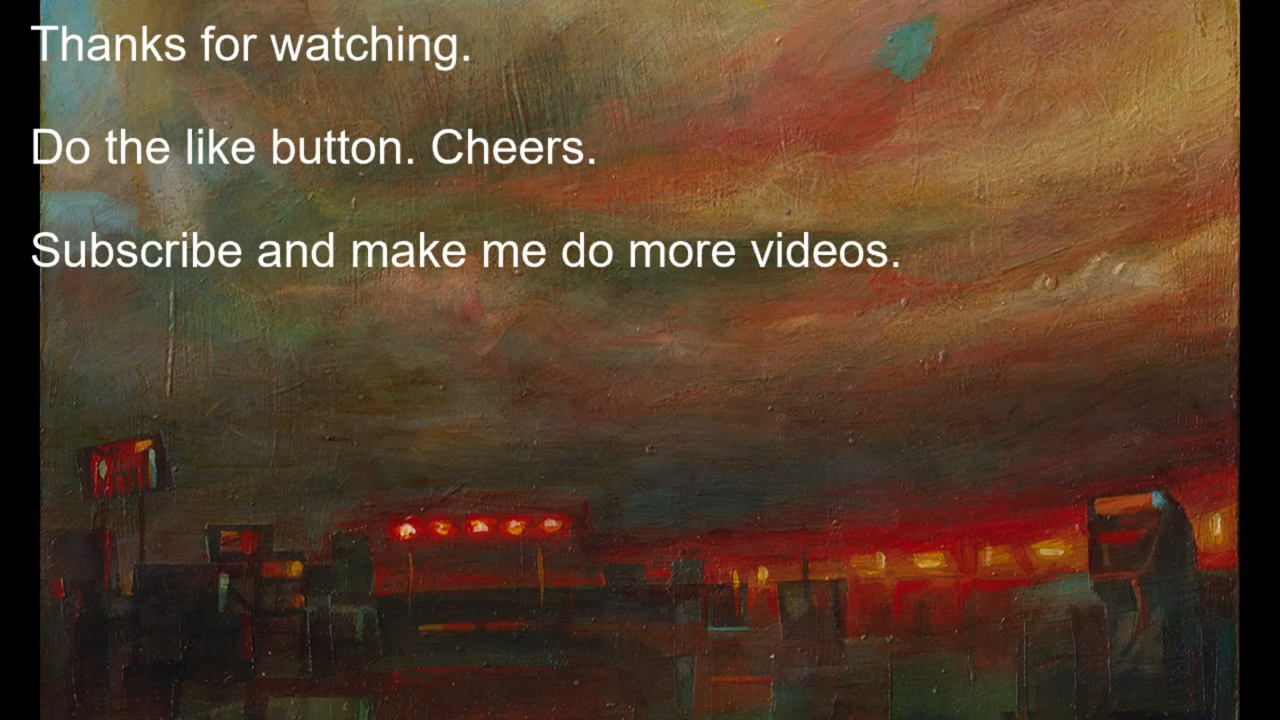 Thanks for watching.
Do the like button. Cheers.
Subscribe and make me do more videos.